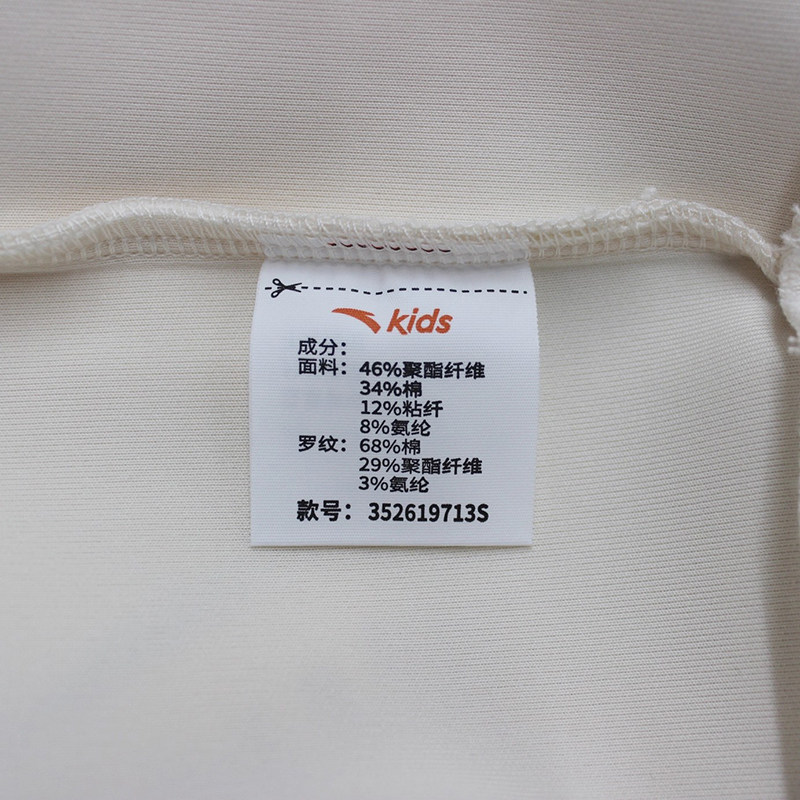 kids
成分：
面料：46%聚酯纤维
34%棉
12%粘纤
8%氨纶
罗纹：68%棉
29%聚酯纤维
3%氨纶
款号：352619713S